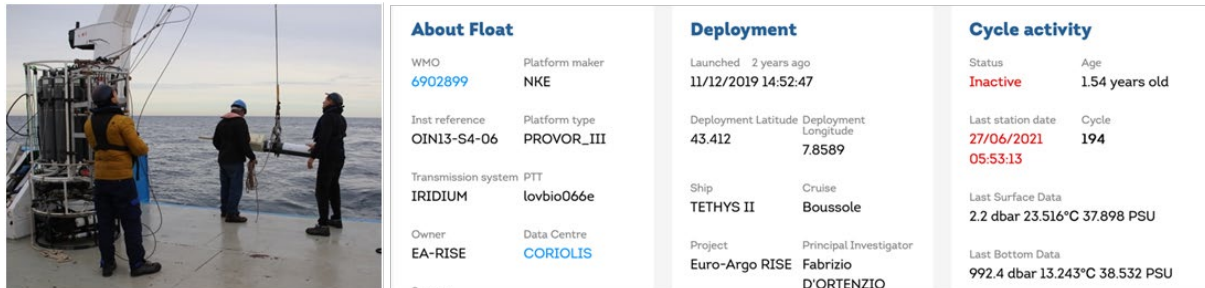 About Float
WMO Platform maker
6902899 NKE
Inst reference Platform type
OIN13-S4-06 PROVOR_III
Transmission system PTT
IRIDIUM lovbio066e
Owner Data Centre
EA-RISE CORIOLIS
Deployment
Launched 2 years ago
11/12/2019 14:52:47
Deployment Latitude Deployment
Longitude
43.412
7.8589
Ship Cruise
TETHYS II Boussole
Project Principal Investigator
Euro-Argo RISE Fabrizio
D'ORTENZIO
Cycle activity
Status Age
Inactive 1.54 years old
Last station date Cycle
27/06/2021 194
05:53:13
Last Surface Data
2.2 dbar 23.516°C 37.898 PSU
Last Bottom Data
992.4 dbar 13.243°C 38.532 PSU